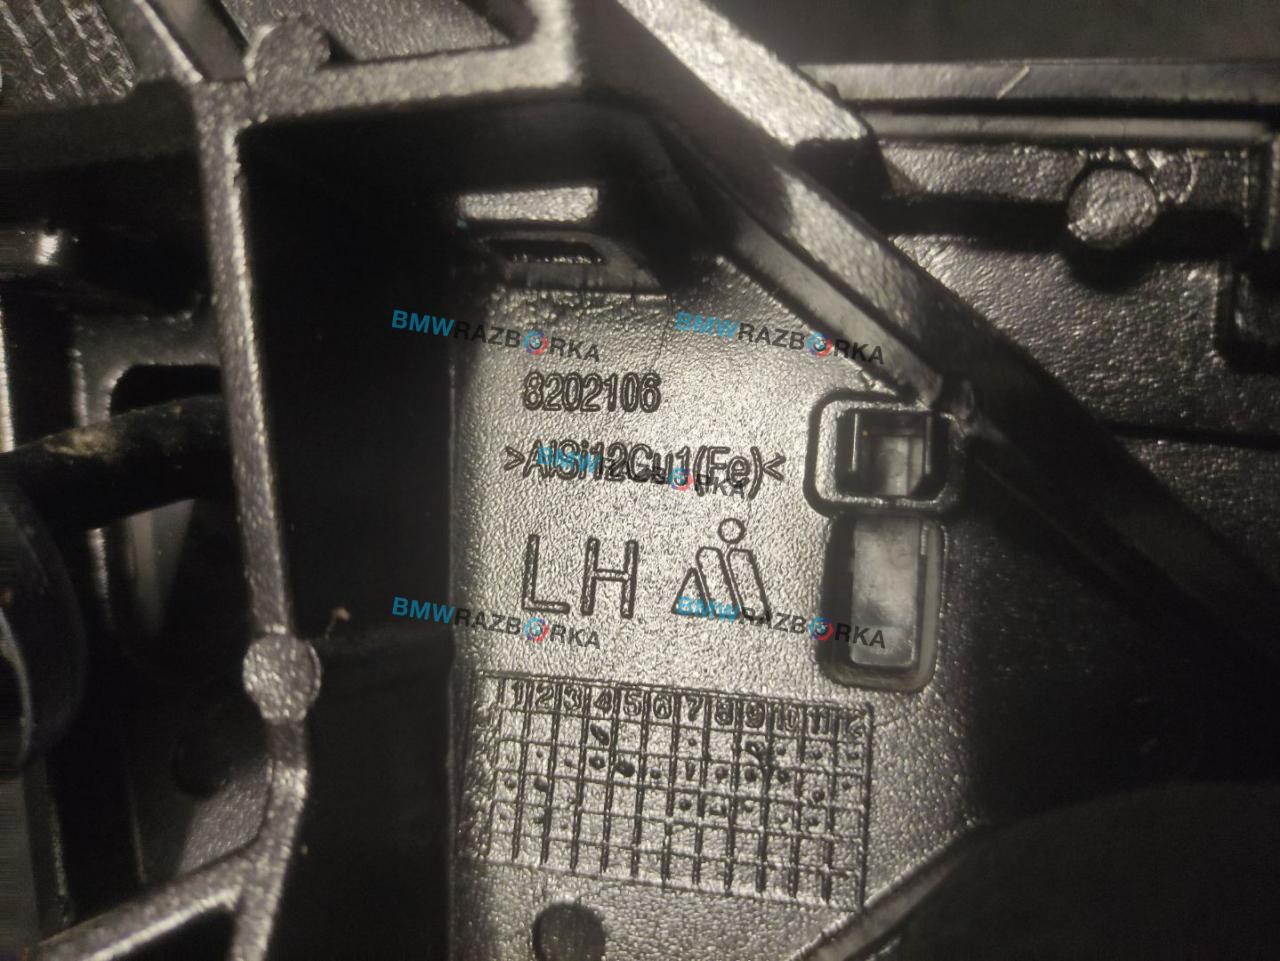 BMWRAZBORKA BMWRAZBORKA
8202106
>AlSi12Cu1(Fe)<
BMWRAZBORKA
LH
BMWRAZBORKA BMWRAZBORKA
1 2 3 4 5 6 7 8 9 10 11 12